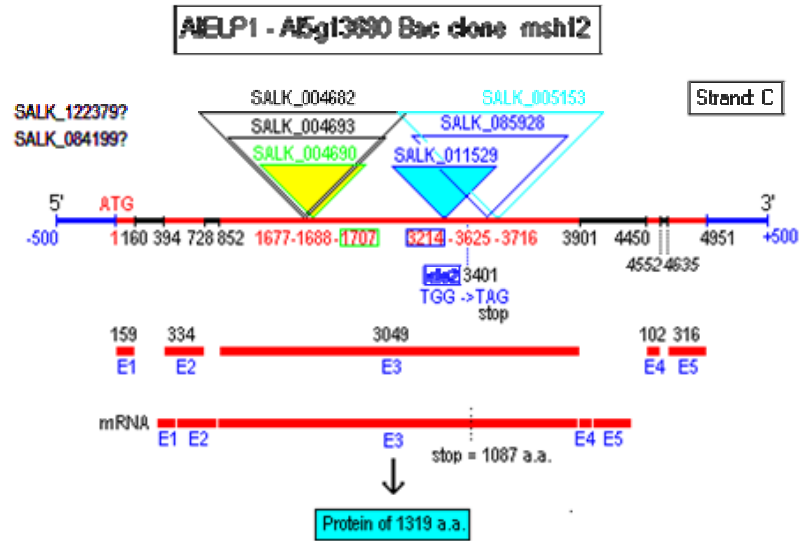 AtELP1 - At5g13680 Bac clone msh12
SALK_122379?
SALK_084199?
SALK_004682
SALK_004693
SALK_004690
SALK_005153
SALK_085928
SALK_011529
Strand: C
5' ATG 3'
-500 1 160 394 728 852 1677-1688-1707 3214-3625-3716 3901 4450 4951 +500
4552 4635
3401
TGG ->TAG
stop
159 334 3049 102 316
E1 E2 E3 E4 E5
mRNA
E1 E2 E3 E4 E5
stop = 1087 a.a.
Protein of 1319 a.a.